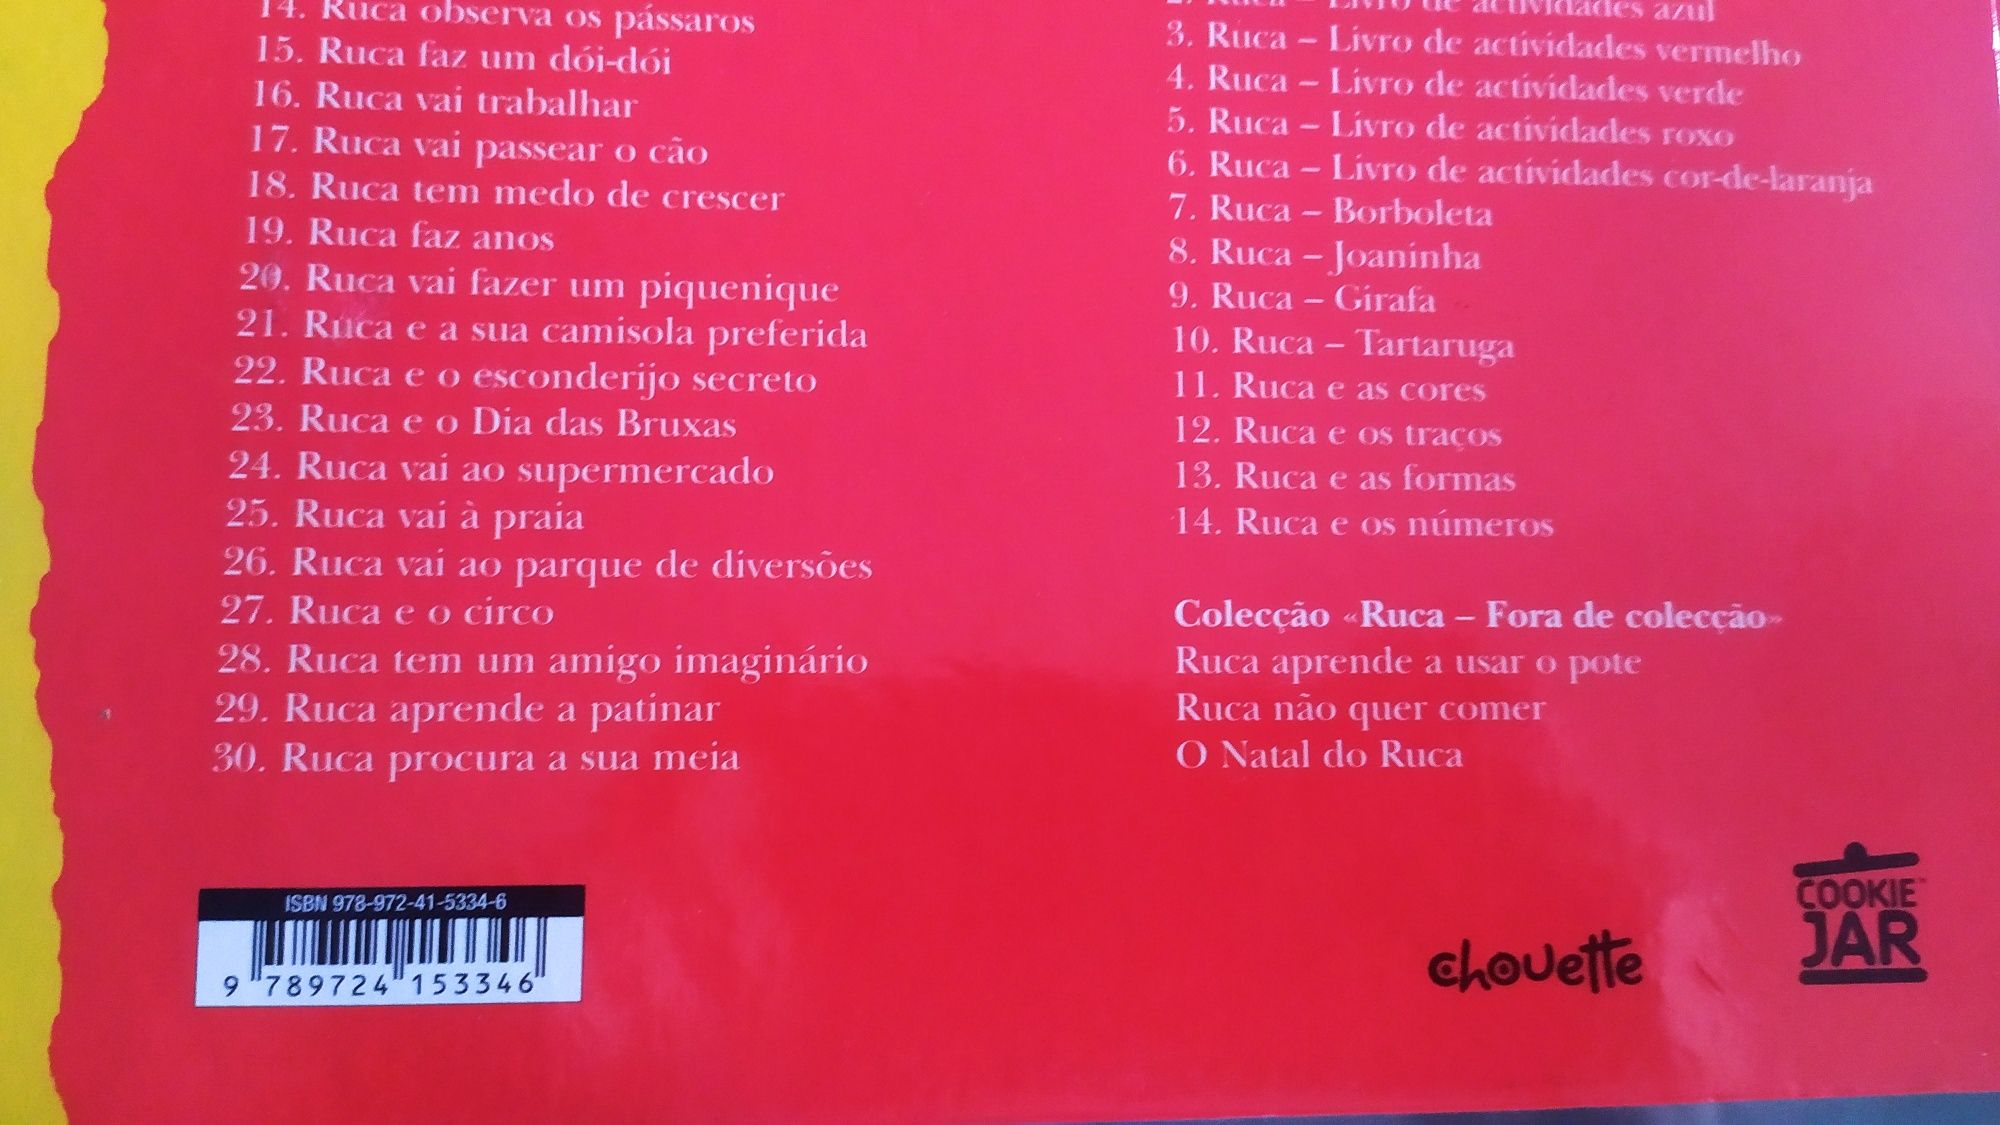 14. Ruca observa os pássaros
15. Ruca faz um dói-dói
16. Ruca vai trabalhar
17. Ruca vai passear o cão
18. Ruca tem medo de crescer
19. Ruca faz anos
20. Ruca vai fazer um piquenique
21. Ruca e a sua camisola preferida
22. Ruca e o esconderijo secreto
23. Ruca e o Dia das Bruxas
24. Ruca vai ao supermercado
25. Ruca vai à praia
26. Ruca vai ao parque de diversões
27. Ruca e o circo
28. Ruca tem um amigo imaginário
29. Ruca aprende a patinar
30. Ruca procura a sua meia
2. Ruca – Livro de actividades azul
3. Ruca – Livro de actividades vermelho
4. Ruca – Livro de actividades verde
5. Ruca – Livro de actividades roxo
6. Ruca – Livro de actividades cor-de-laranja
7. Ruca – Borboleta
8. Ruca – Joaninha
9. Ruca – Girafa
10. Ruca – Tartaruga
11. Ruca e as cores
12. Ruca e os traços
13. Ruca e as formas
14. Ruca e os números
Colecção «Ruca – Fora de colecção»
Ruca aprende a usar o pote
Ruca não quer comer
O Natal do Ruca
ISBN 978-972-41-5334-6
9 789724 153346
chouette
COOKIE™
JAR